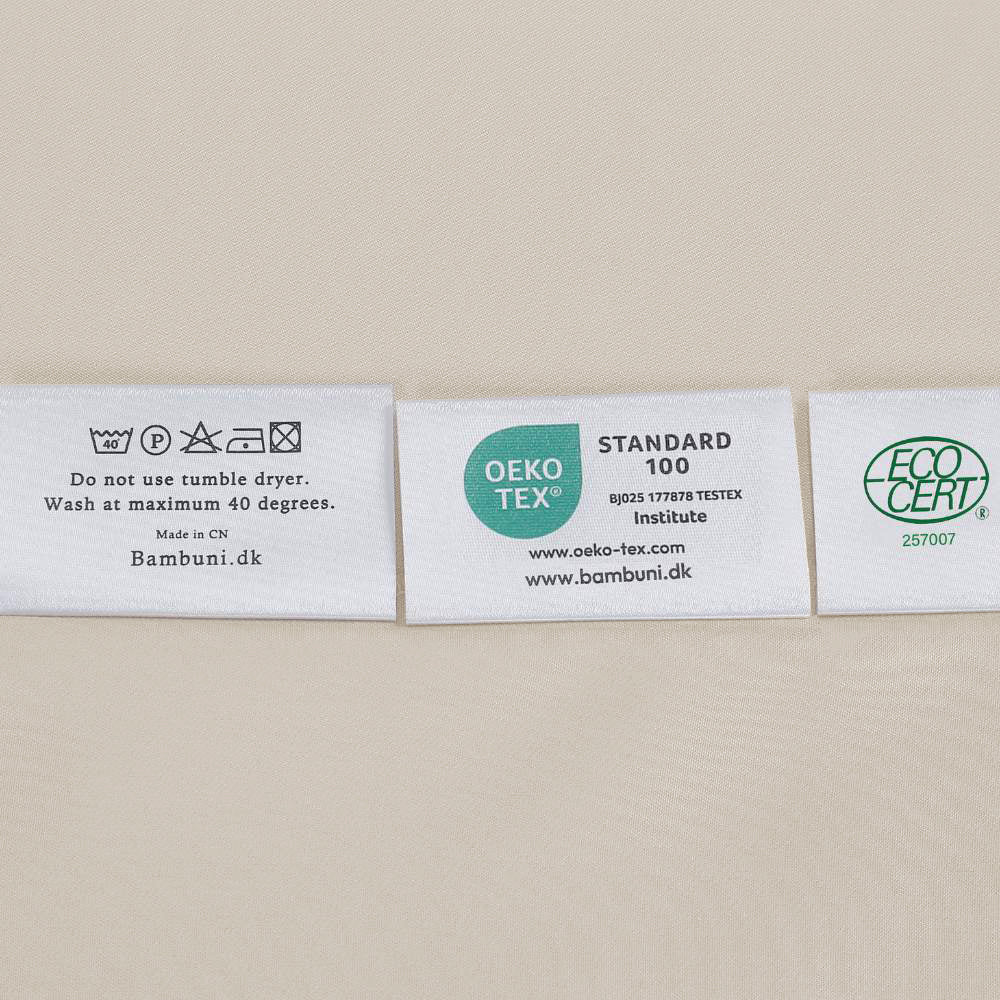 40°
P
Do not use tumble dryer.
Wash at maximum 40 degrees.
Made in CN
Bambuni.dk
OEKO
TEX®
STANDARD
100
BJ025 177878 TESTEX
Institute
www.oeko-tex.com
www.bambuni.dk
ECO
CERT
®
257007